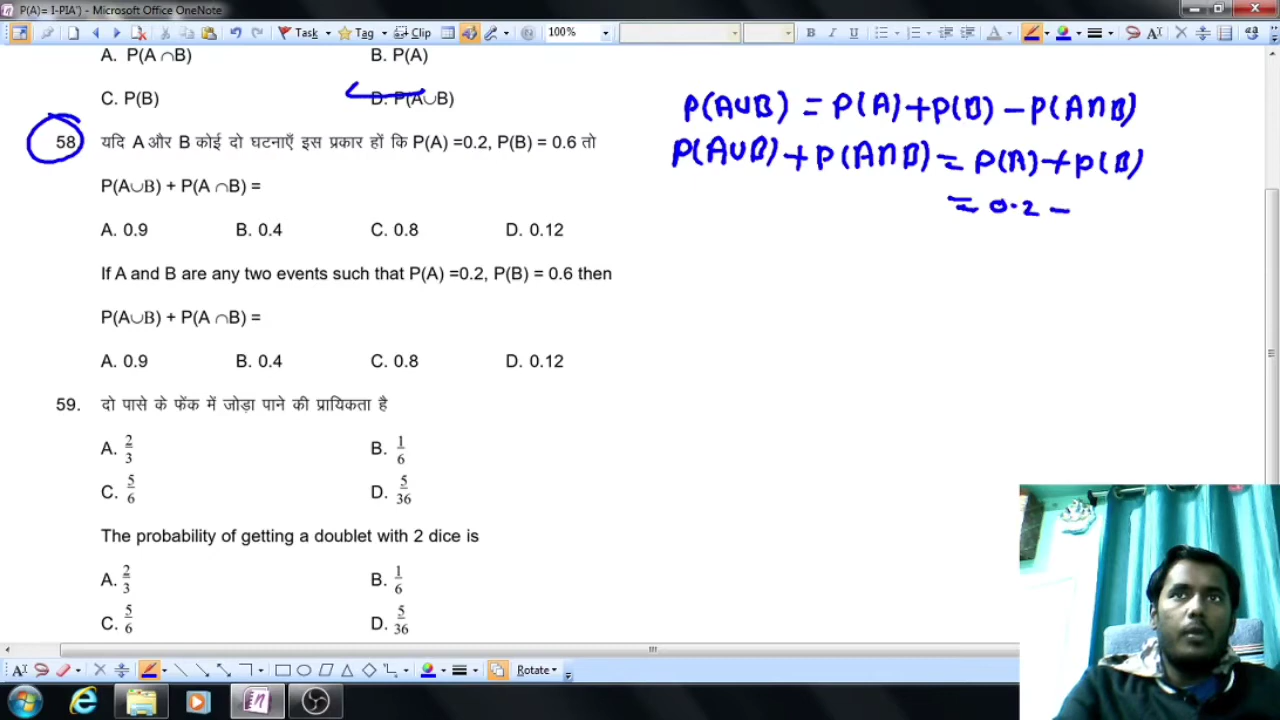 P(A)= I-P(A') - Microsoft Office OneNote
Task Tag Clip 100% B I U
A. P(A ∩B) B. P(A)
C. P(B) D. P(A∪B)
58 यदि A और B कोई दो घटनाएँ इस प्रकार हों कि P(A) =0.2, P(B) = 0.6 तो
P(A∪B) + P(A ∩B) =
A. 0.9 B. 0.4 C. 0.8 D. 0.12
If A and B are any two events such that P(A) =0.2, P(B) = 0.6 then
P(A∪B) + P(A ∩B) =
A. 0.9 B. 0.4 C. 0.8 D. 0.12
59. दो पासे के फेंक में जोड़ा पाने की प्रायिकता है
A. 2/3 B. 1/6
C. 5/6 D. 5/36
The probability of getting a doublet with 2 dice is
A. 2/3 B. 1/6
C. 5/6 D. 5/36
P(A∪B) = P(A)+P(B) -P(A∩B)
P(A∪B)+P(A∩B) = P(A)+P(B)
= 0.2 -
Rotate